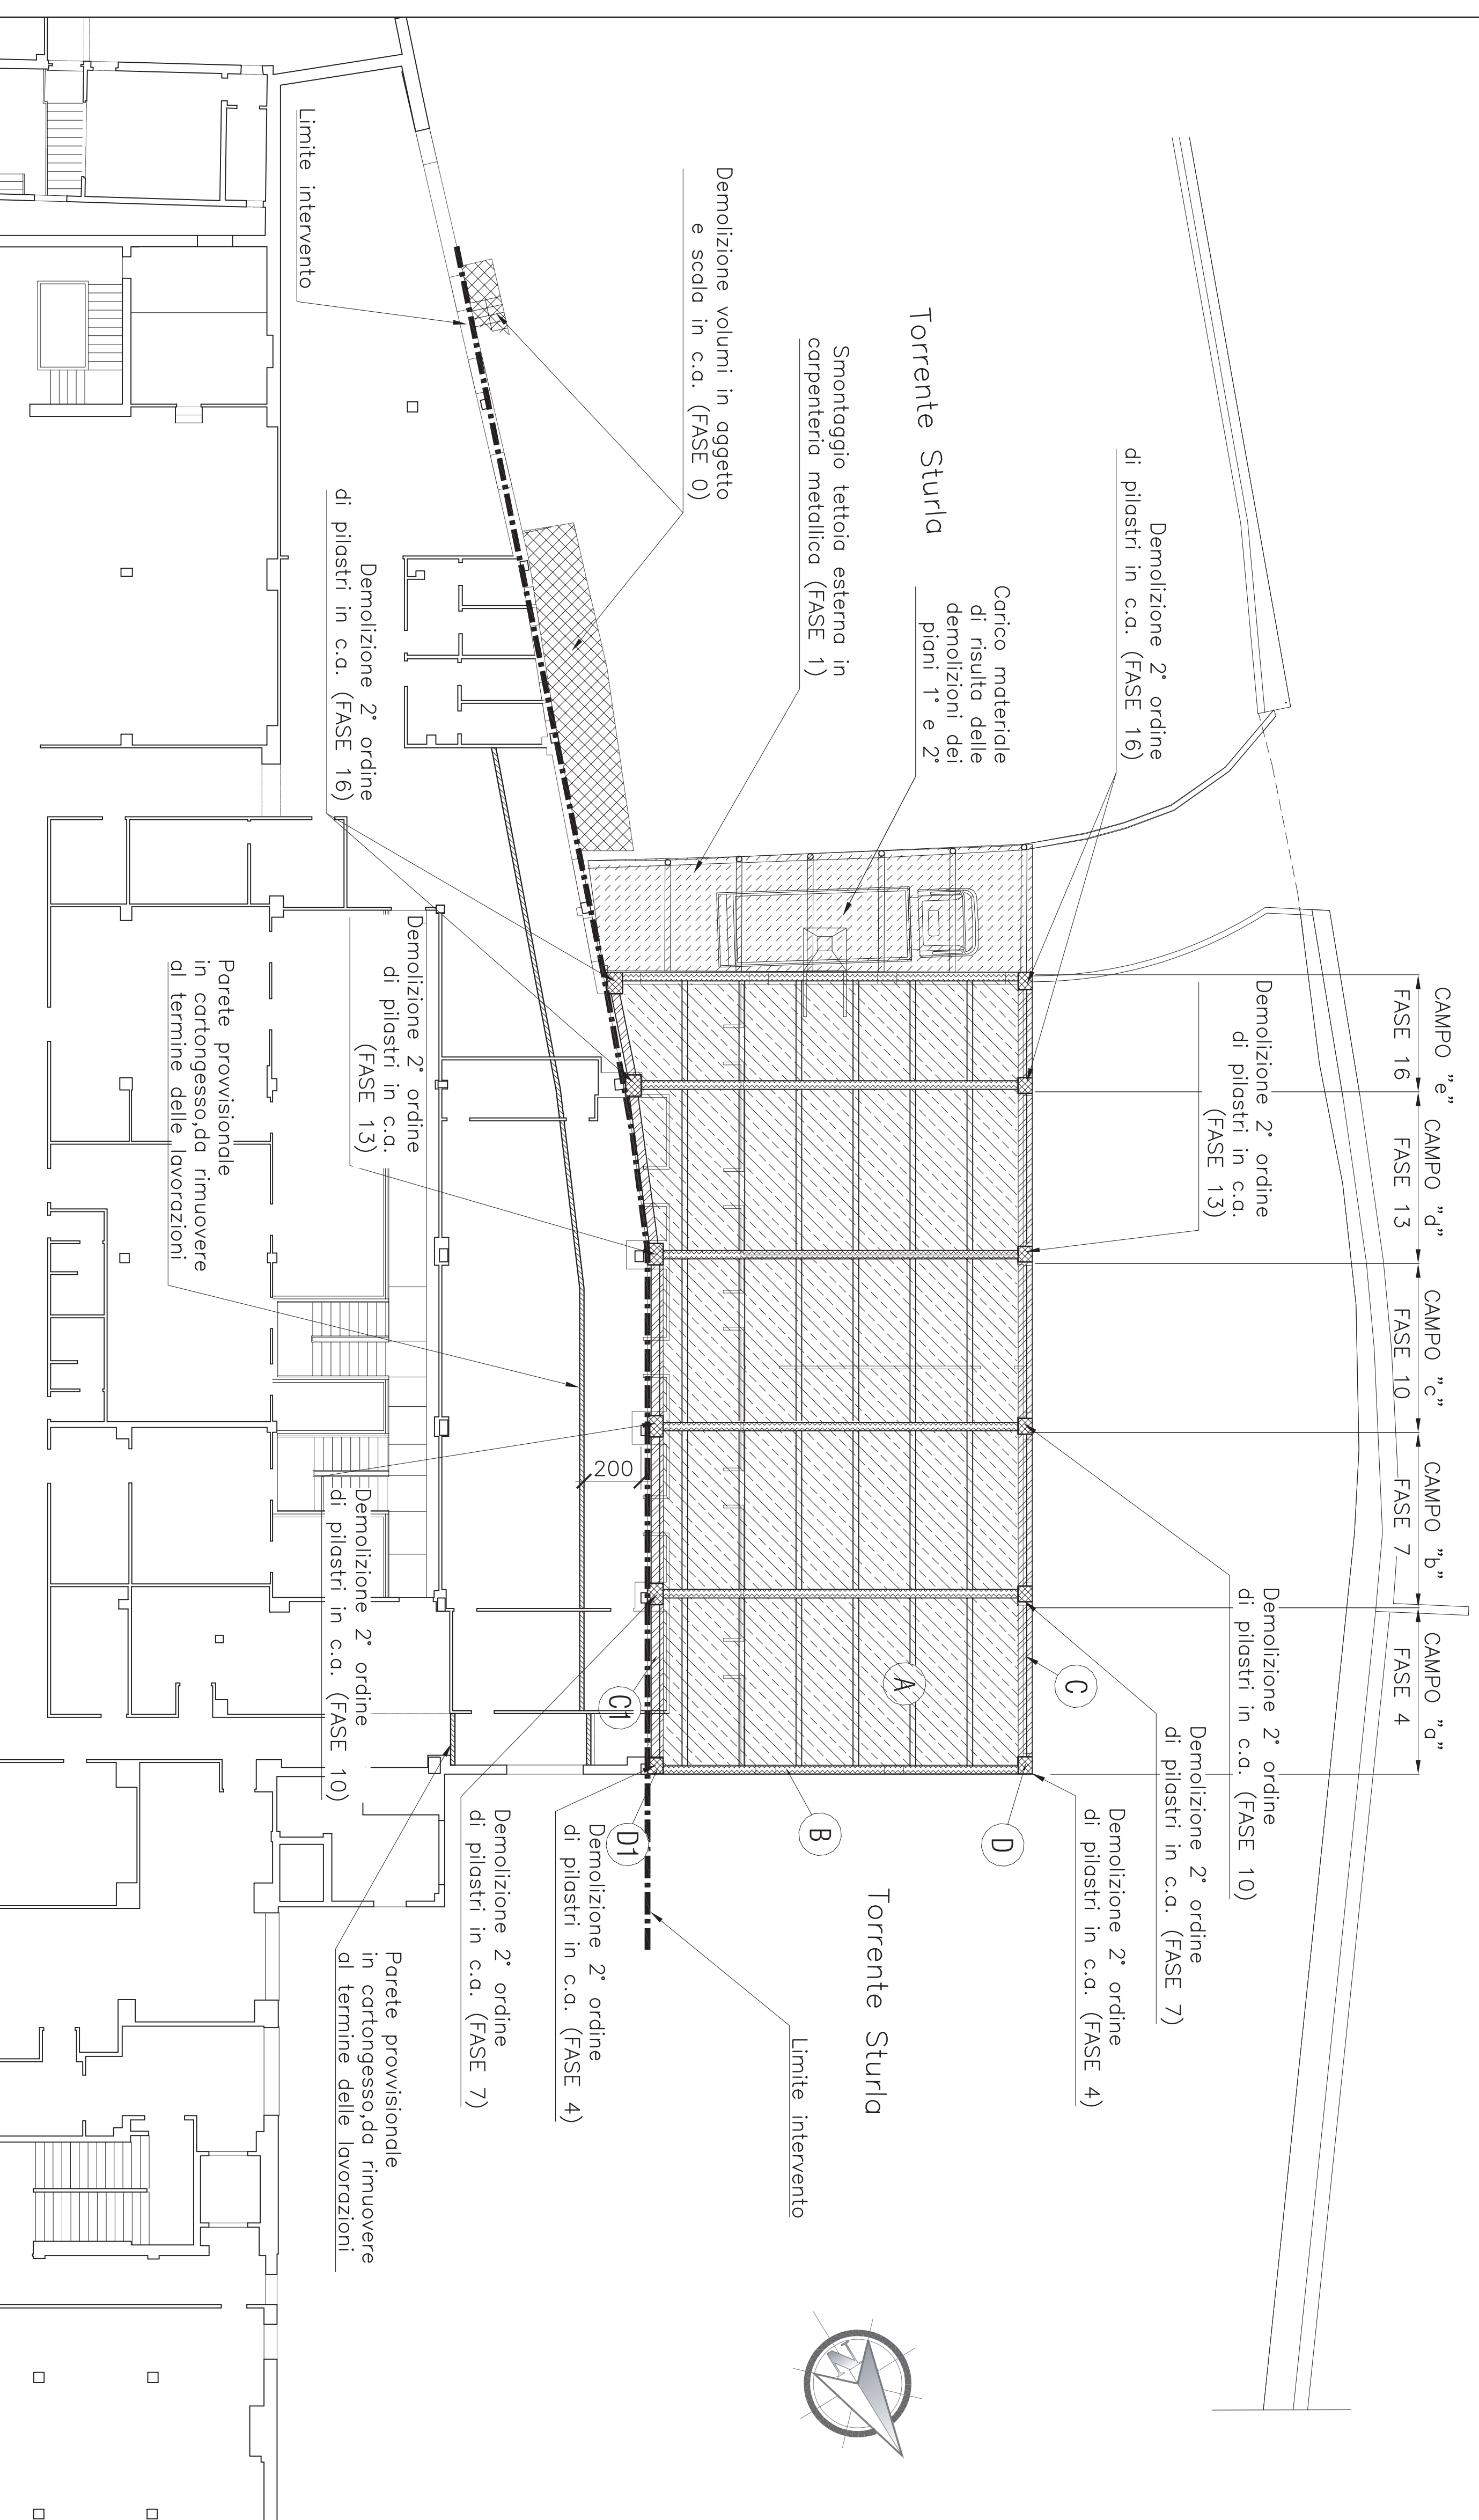 CAMPO "e"
FASE 16
CAMPO "d"
FASE 13
CAMPO "c"
FASE 10
CAMPO "b"
FASE 7
CAMPO "a"
FASE 4
Demolizione 2° ordine
di pilastri in c.a. (FASE 16)
Demolizione 2° ordine
di pilastri in c.a.
(FASE 13)
Demolizione 2° ordine
di pilastri in c.a. (FASE 10)
Demolizione 2° ordine
di pilastri in c.a. (FASE 7)
Demolizione 2° ordine
di pilastri in c.a. (FASE 4)
Carico materiale
di risulta delle
demolizioni dei
piani 1° e 2°
Torrente Sturla
Smontaggio tettoia esterna in
carpenteria metallica (FASE 1)
Demolizione volumi in aggetto
e scala in c.a. (FASE 0)
C
D
A
B
C1
D1
Torrente Sturla
Limite intervento
N
200
Limite intervento
Demolizione 2° ordine
di pilastri in c.a. (FASE 16)
Demolizione 2° ordine
di pilastri in c.a.
(FASE 13)
Parete provvisionale
in cartongesso,da rimuovere
al termine delle lavorazioni
Demolizione 2° ordine
di pilastri in c.a. (FASE 10)
Demolizione 2° ordine
di pilastri in c.a. (FASE 4)
Demolizione 2° ordine
di pilastri in c.a. (FASE 7)
Parete provvisionale
in cartongesso,da rimuovere
al termine delle lavorazioni